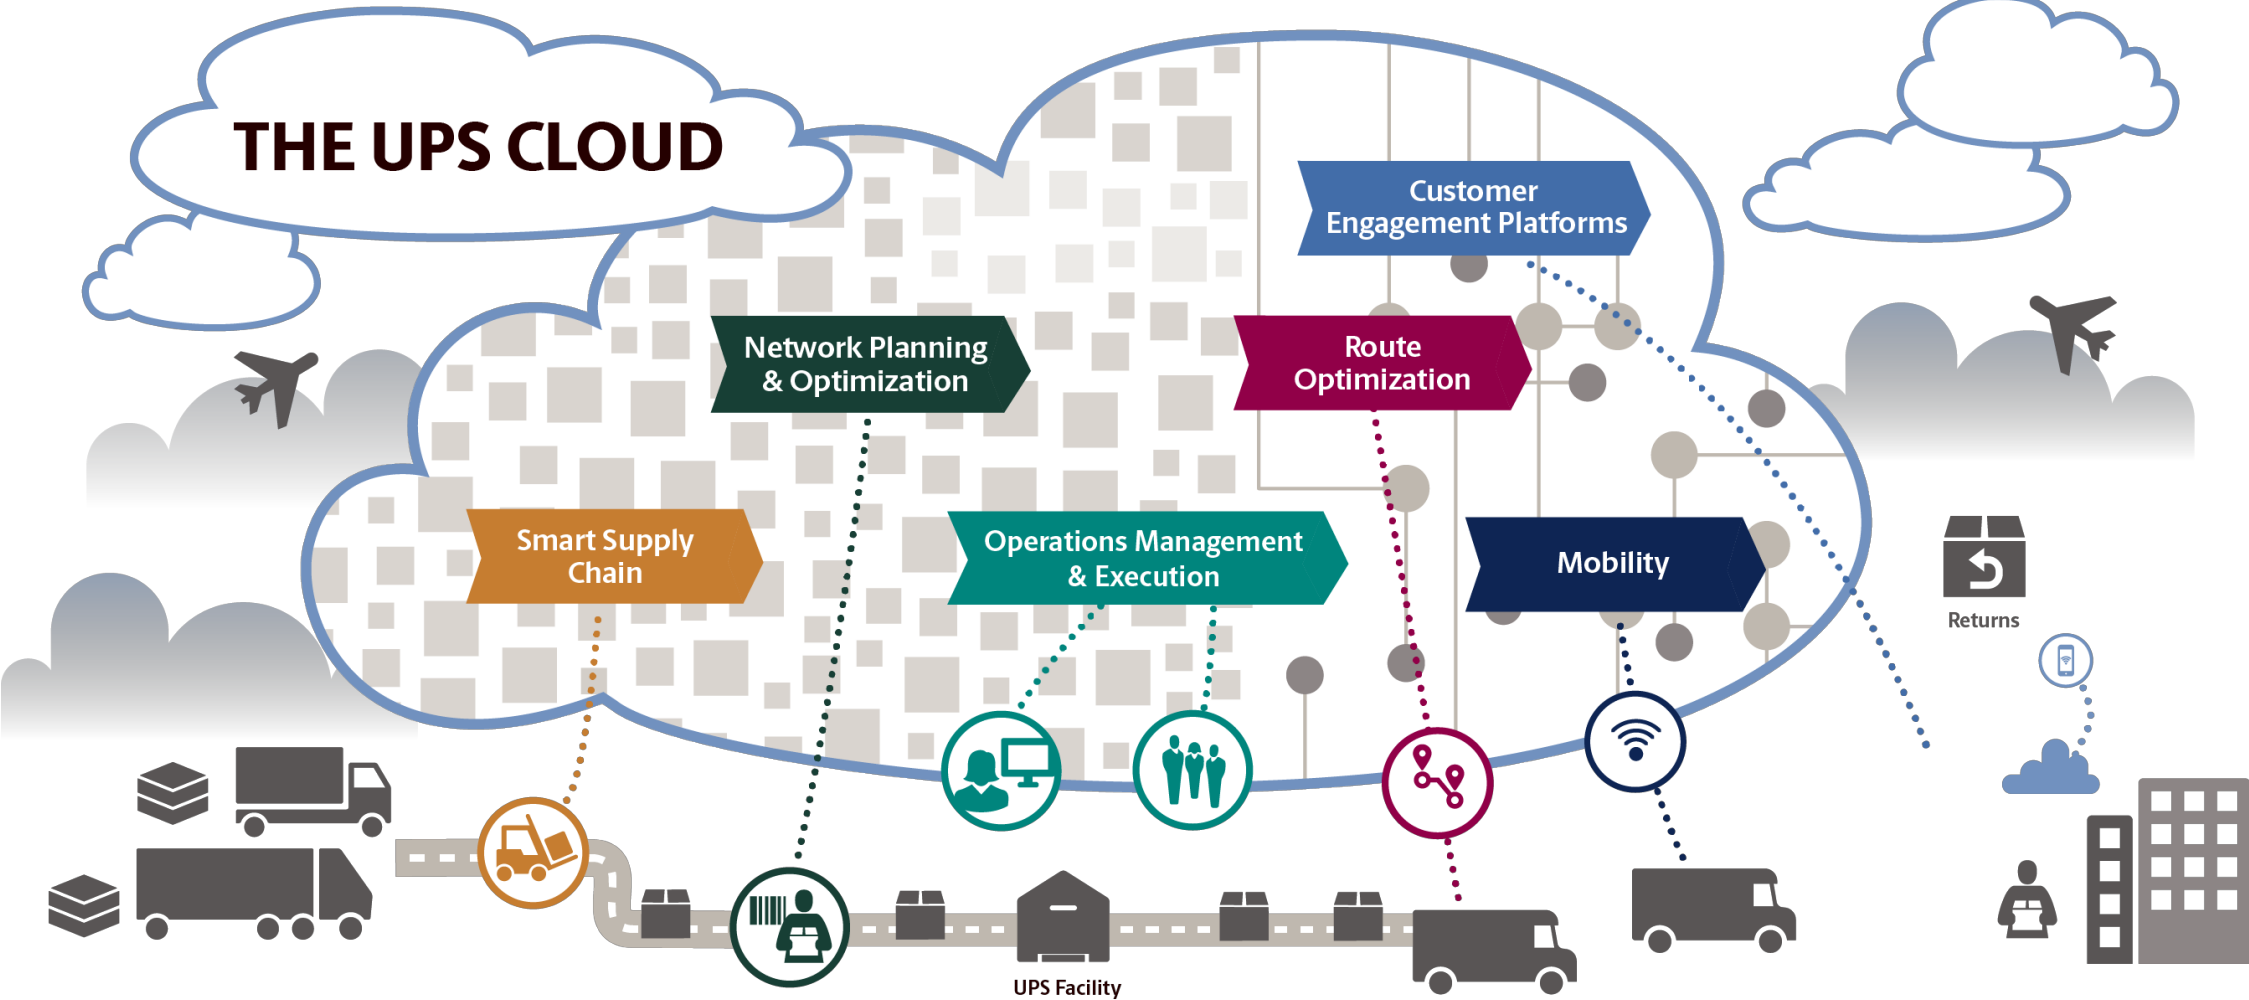 THE UPS CLOUD
Customer
Engagement Platforms
Network Planning
& Optimization
Route
Optimization
Smart Supply
Chain
Operations Management
& Execution
Mobility
Returns
UPS Facility